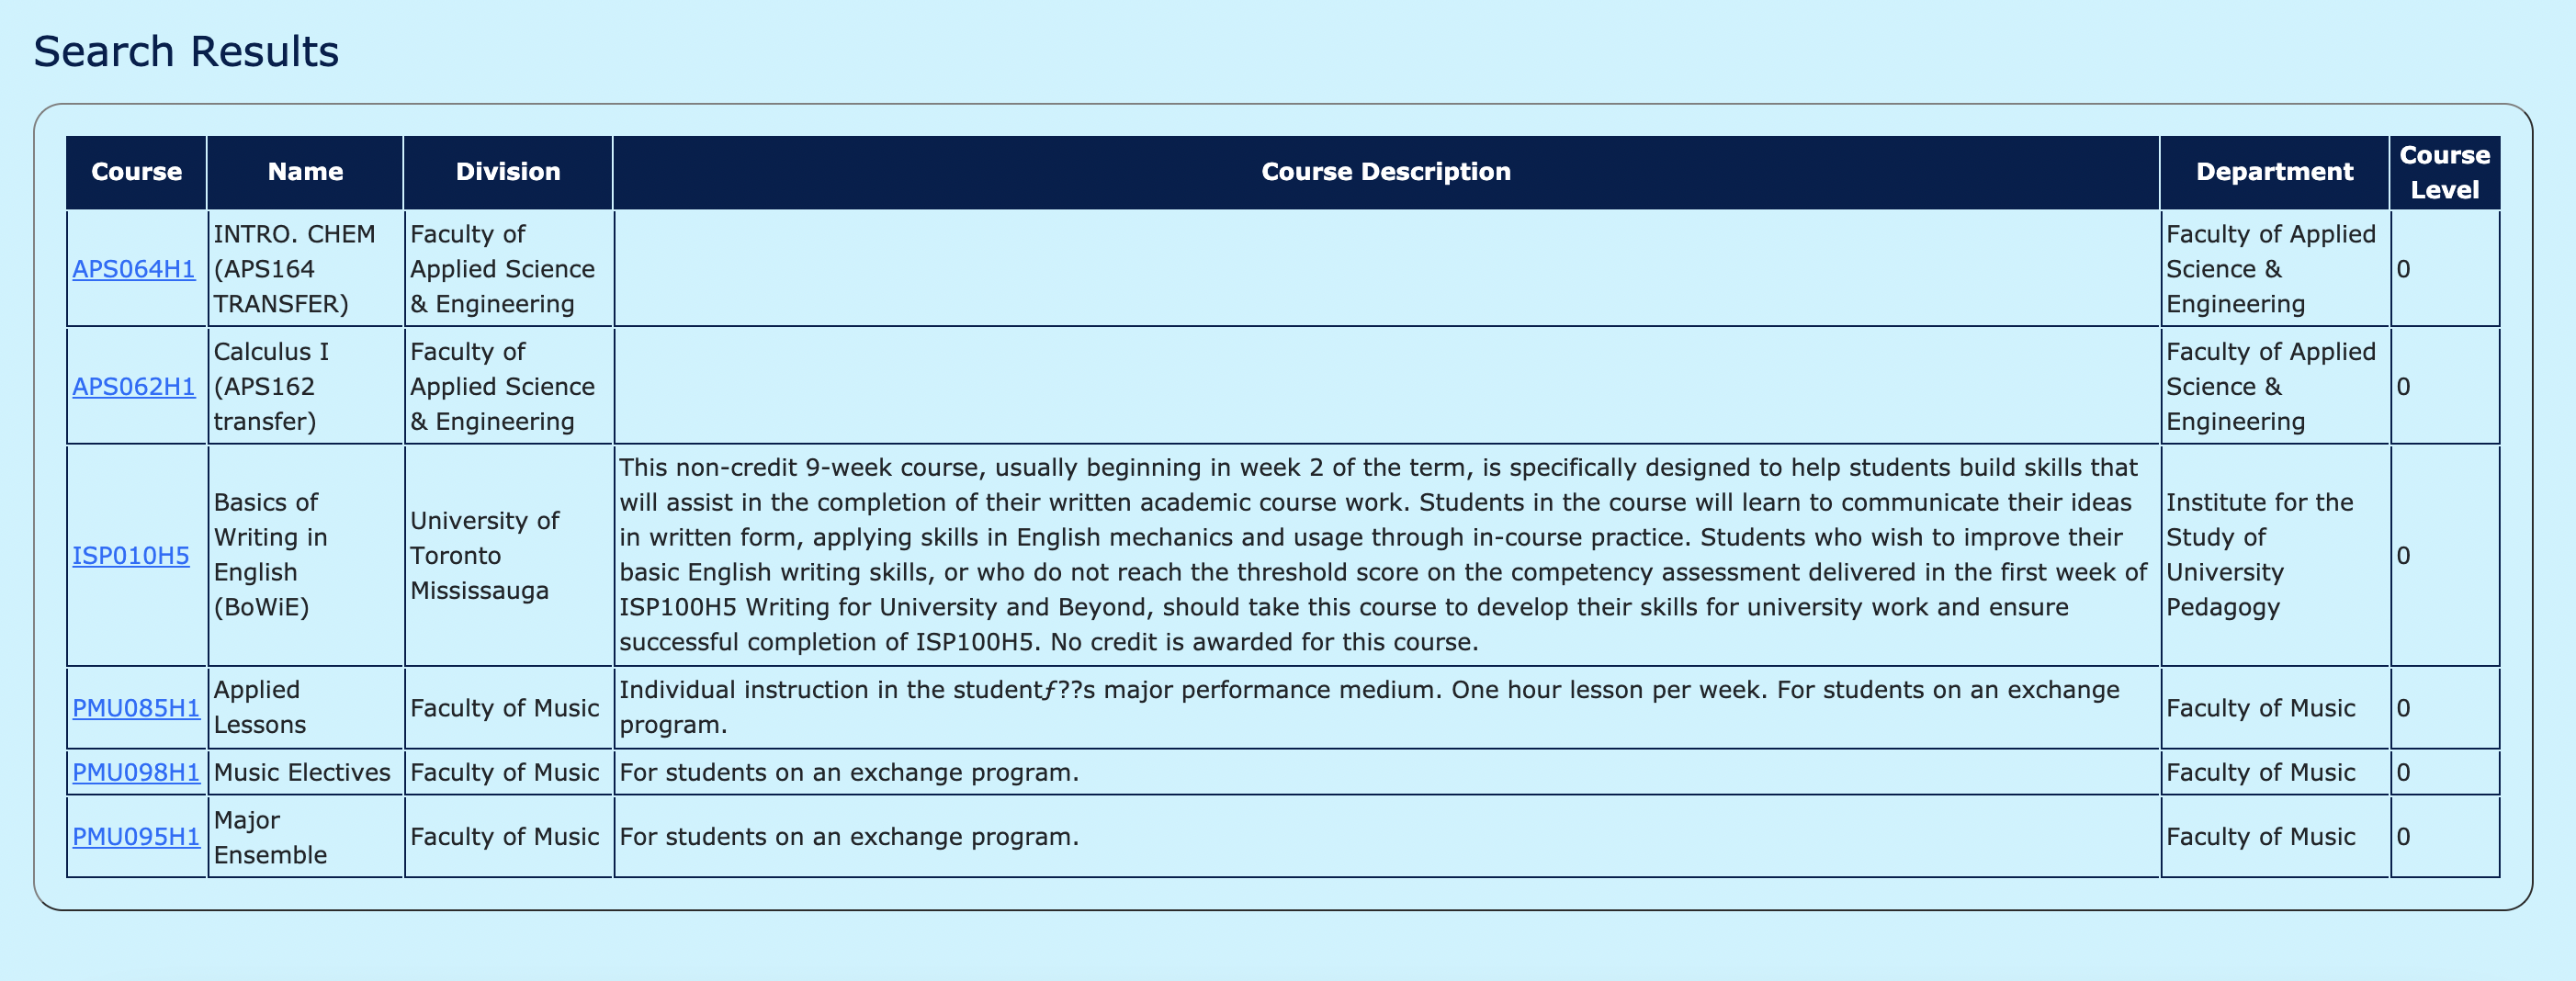 Search Results
Course Name Division Course Description Department Course Level
APS064H1
INTRO. CHEM
(APS164
TRANSFER)
Faculty of
Applied Science
& Engineering
Faculty of Applied
Science &
Engineering
0
APS062H1
Calculus I
(APS162
transfer)
Faculty of
Applied Science
& Engineering
Faculty of Applied
Science &
Engineering
0
ISP010H5
Basics of
Writing in
English
(BoWiE)
University of
Toronto
Mississauga
This non-credit 9-week course, usually beginning in week 2 of the term, is specifically designed to help students build skills that
will assist in the completion of their written academic course work. Students in the course will learn to communicate their ideas
in written form, applying skills in English mechanics and usage through in-course practice. Students who wish to improve their
basic English writing skills, or who do not reach the threshold score on the competency assessment delivered in the first week of
ISP100H5 Writing for University and Beyond, should take this course to develop their skills for university work and ensure
successful completion of ISP100H5. No credit is awarded for this course.
Institute for the
Study of
University
Pedagogy
0
PMU085H1
Applied
Lessons
Faculty of Music
Individual instruction in the studentƒ??s major performance medium. One hour lesson per week. For students on an exchange
program.
Faculty of Music
0
PMU098H1
Music Electives
Faculty of Music
For students on an exchange program.
Faculty of Music
0
PMU095H1
Major
Ensemble
Faculty of Music
For students on an exchange program.
Faculty of Music
0